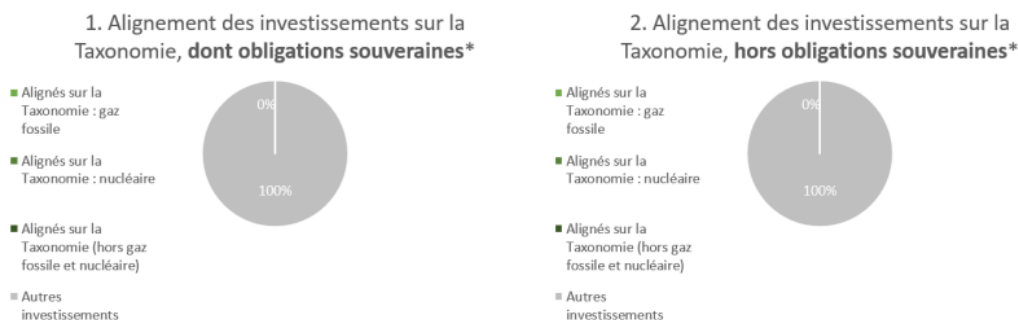 1. Alignement des investissements sur la
Taxonomie, dont obligations souveraines*
Alignés sur la
Taxonomie : gaz
fossile
Alignés sur la
Taxonomie : nucléaire
Alignés sur la
Taxonomie (hors gaz
fossile et nucléaire)
Autres
investissements
0%
100%
2. Alignement des investissements sur la
Taxonomie, hors obligations souveraines*
Alignés sur la
Taxonomie : gaz
fossile
Alignés sur la
Taxonomie : nucléaire
Alignés sur la
Taxonomie (hors gaz
fossile et nucléaire)
Autres
investissements
0%
100%